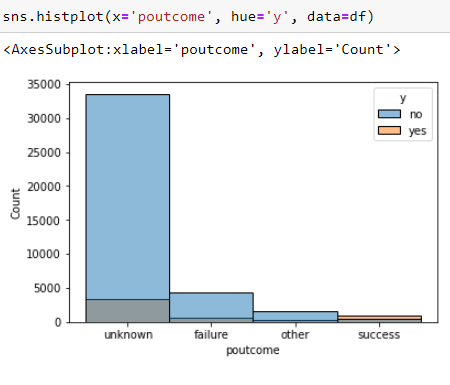 sns.histplot(x='poutcome', hue='y', data=df)
<AxesSubplot:xlabel='poutcome', ylabel='Count'>
y
no
yes
35000
30000
25000
20000
15000
10000
5000
0
Count
unknown failure other success
poutcome